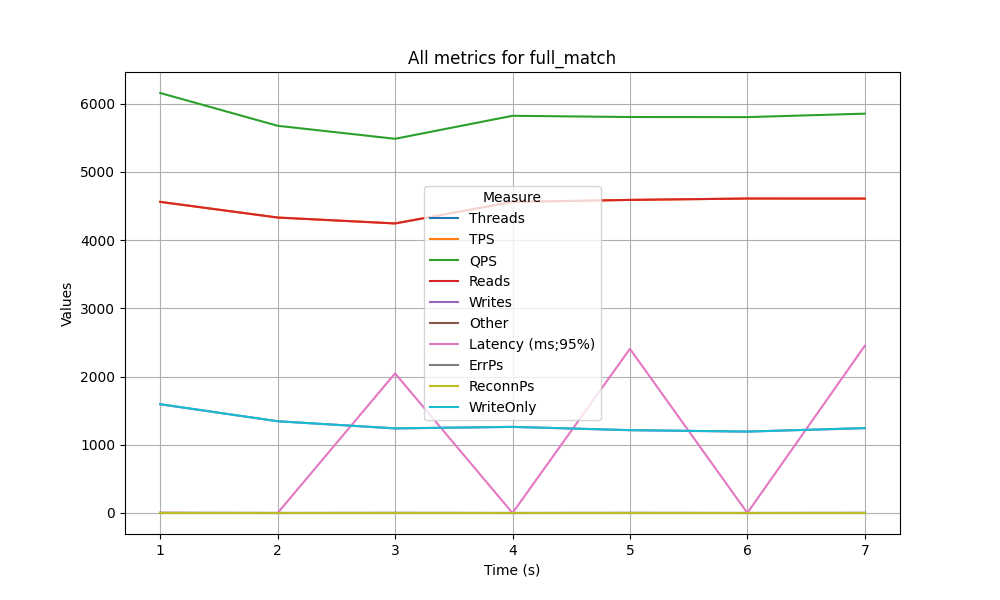 All metrics for full_match
6000
5000
4000
3000
2000
1000
0
Values
Measure
Threads
TPS
QPS
Reads
Writes
Other
Latency (ms;95%)
ErrPs
ReconnPs
WriteOnly
1 2 3 4 5 6 7
Time (s)